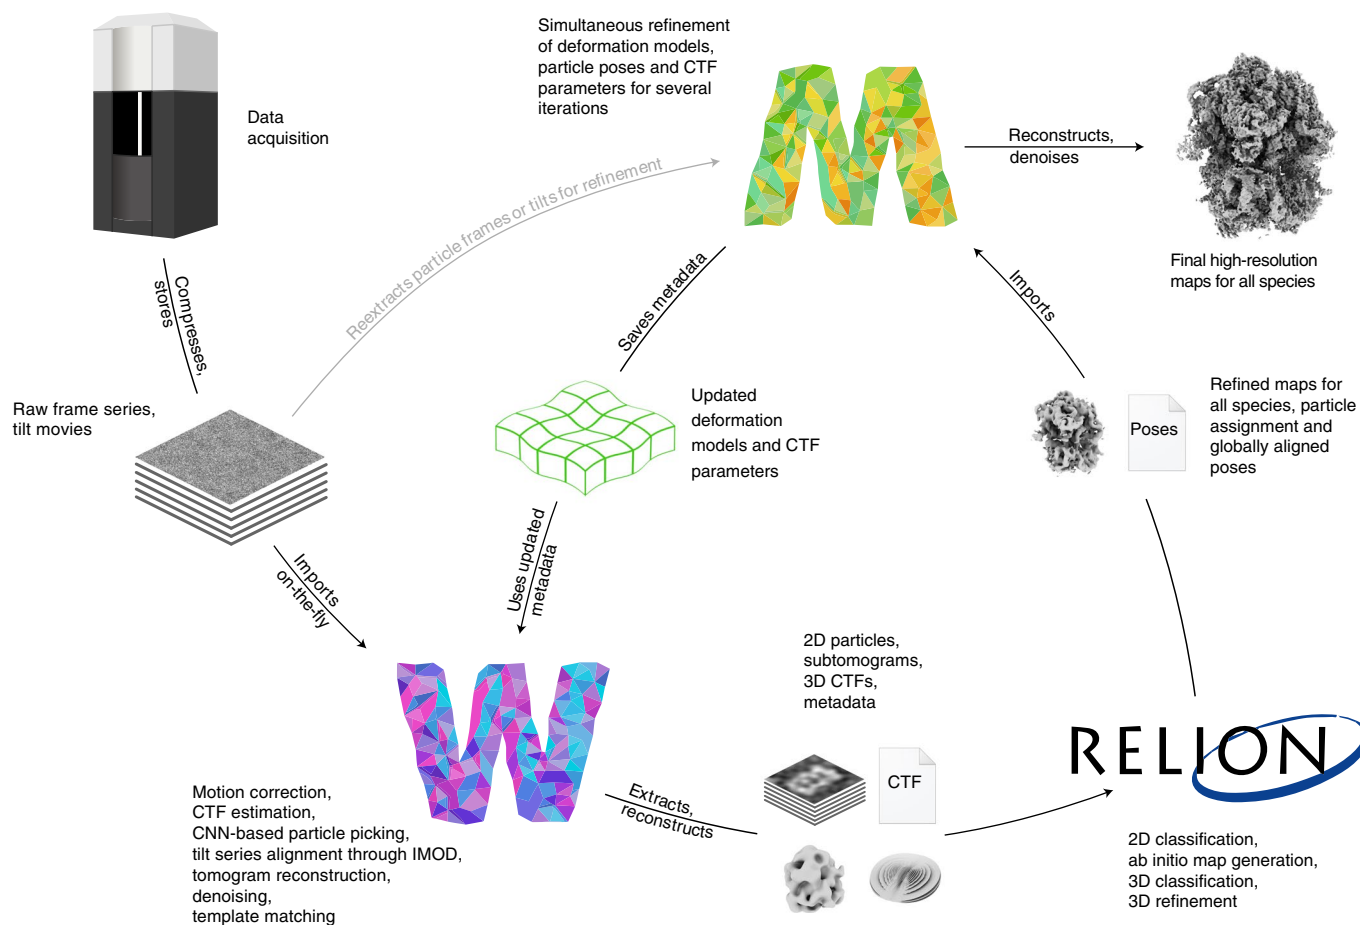 Simultaneous refinement
of deformation models,
particle poses and CTF
parameters for several
iterations
Data
acquisition
Reconstructs,
denoises
Final high-resolution
maps for all species
Reextracts particle frames or tilts for refinement
Compresses,
stores
Saves metadata
Imports
Raw frame series,
tilt movies
Updated
deformation
models and CTF
parameters
Poses
Refined maps for
all species, particle
assignment and
globally aligned
poses
Imports
on-the-fly
Uses updated
metadata
2D particles,
subtomograms,
3D CTFs,
metadata
CTF
RELION
Motion correction,
CTF estimation,
CNN-based particle picking,
tilt series alignment through IMOD,
tomogram reconstruction,
denoising,
template matching
Extracts,
reconstructs
2D classification,
ab initio map generation,
3D classification,
3D refinement
M
W